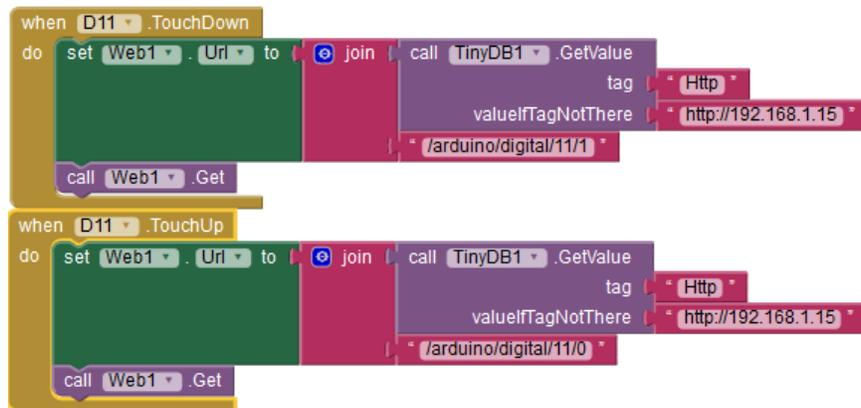 when D11 .TouchDown
do set Web1 . Url to join call TinyDB1 .GetValue
tag " Http "
valueIfTagNotThere " http://192.168.1.15 "
" /arduino/digital/11/1 "
call Web1 .Get
when D11 .TouchUp
do set Web1 . Url to join call TinyDB1 .GetValue
tag " Http "
valueIfTagNotThere " http://192.168.1.15 "
" /arduino/digital/11/0 "
call Web1 .Get